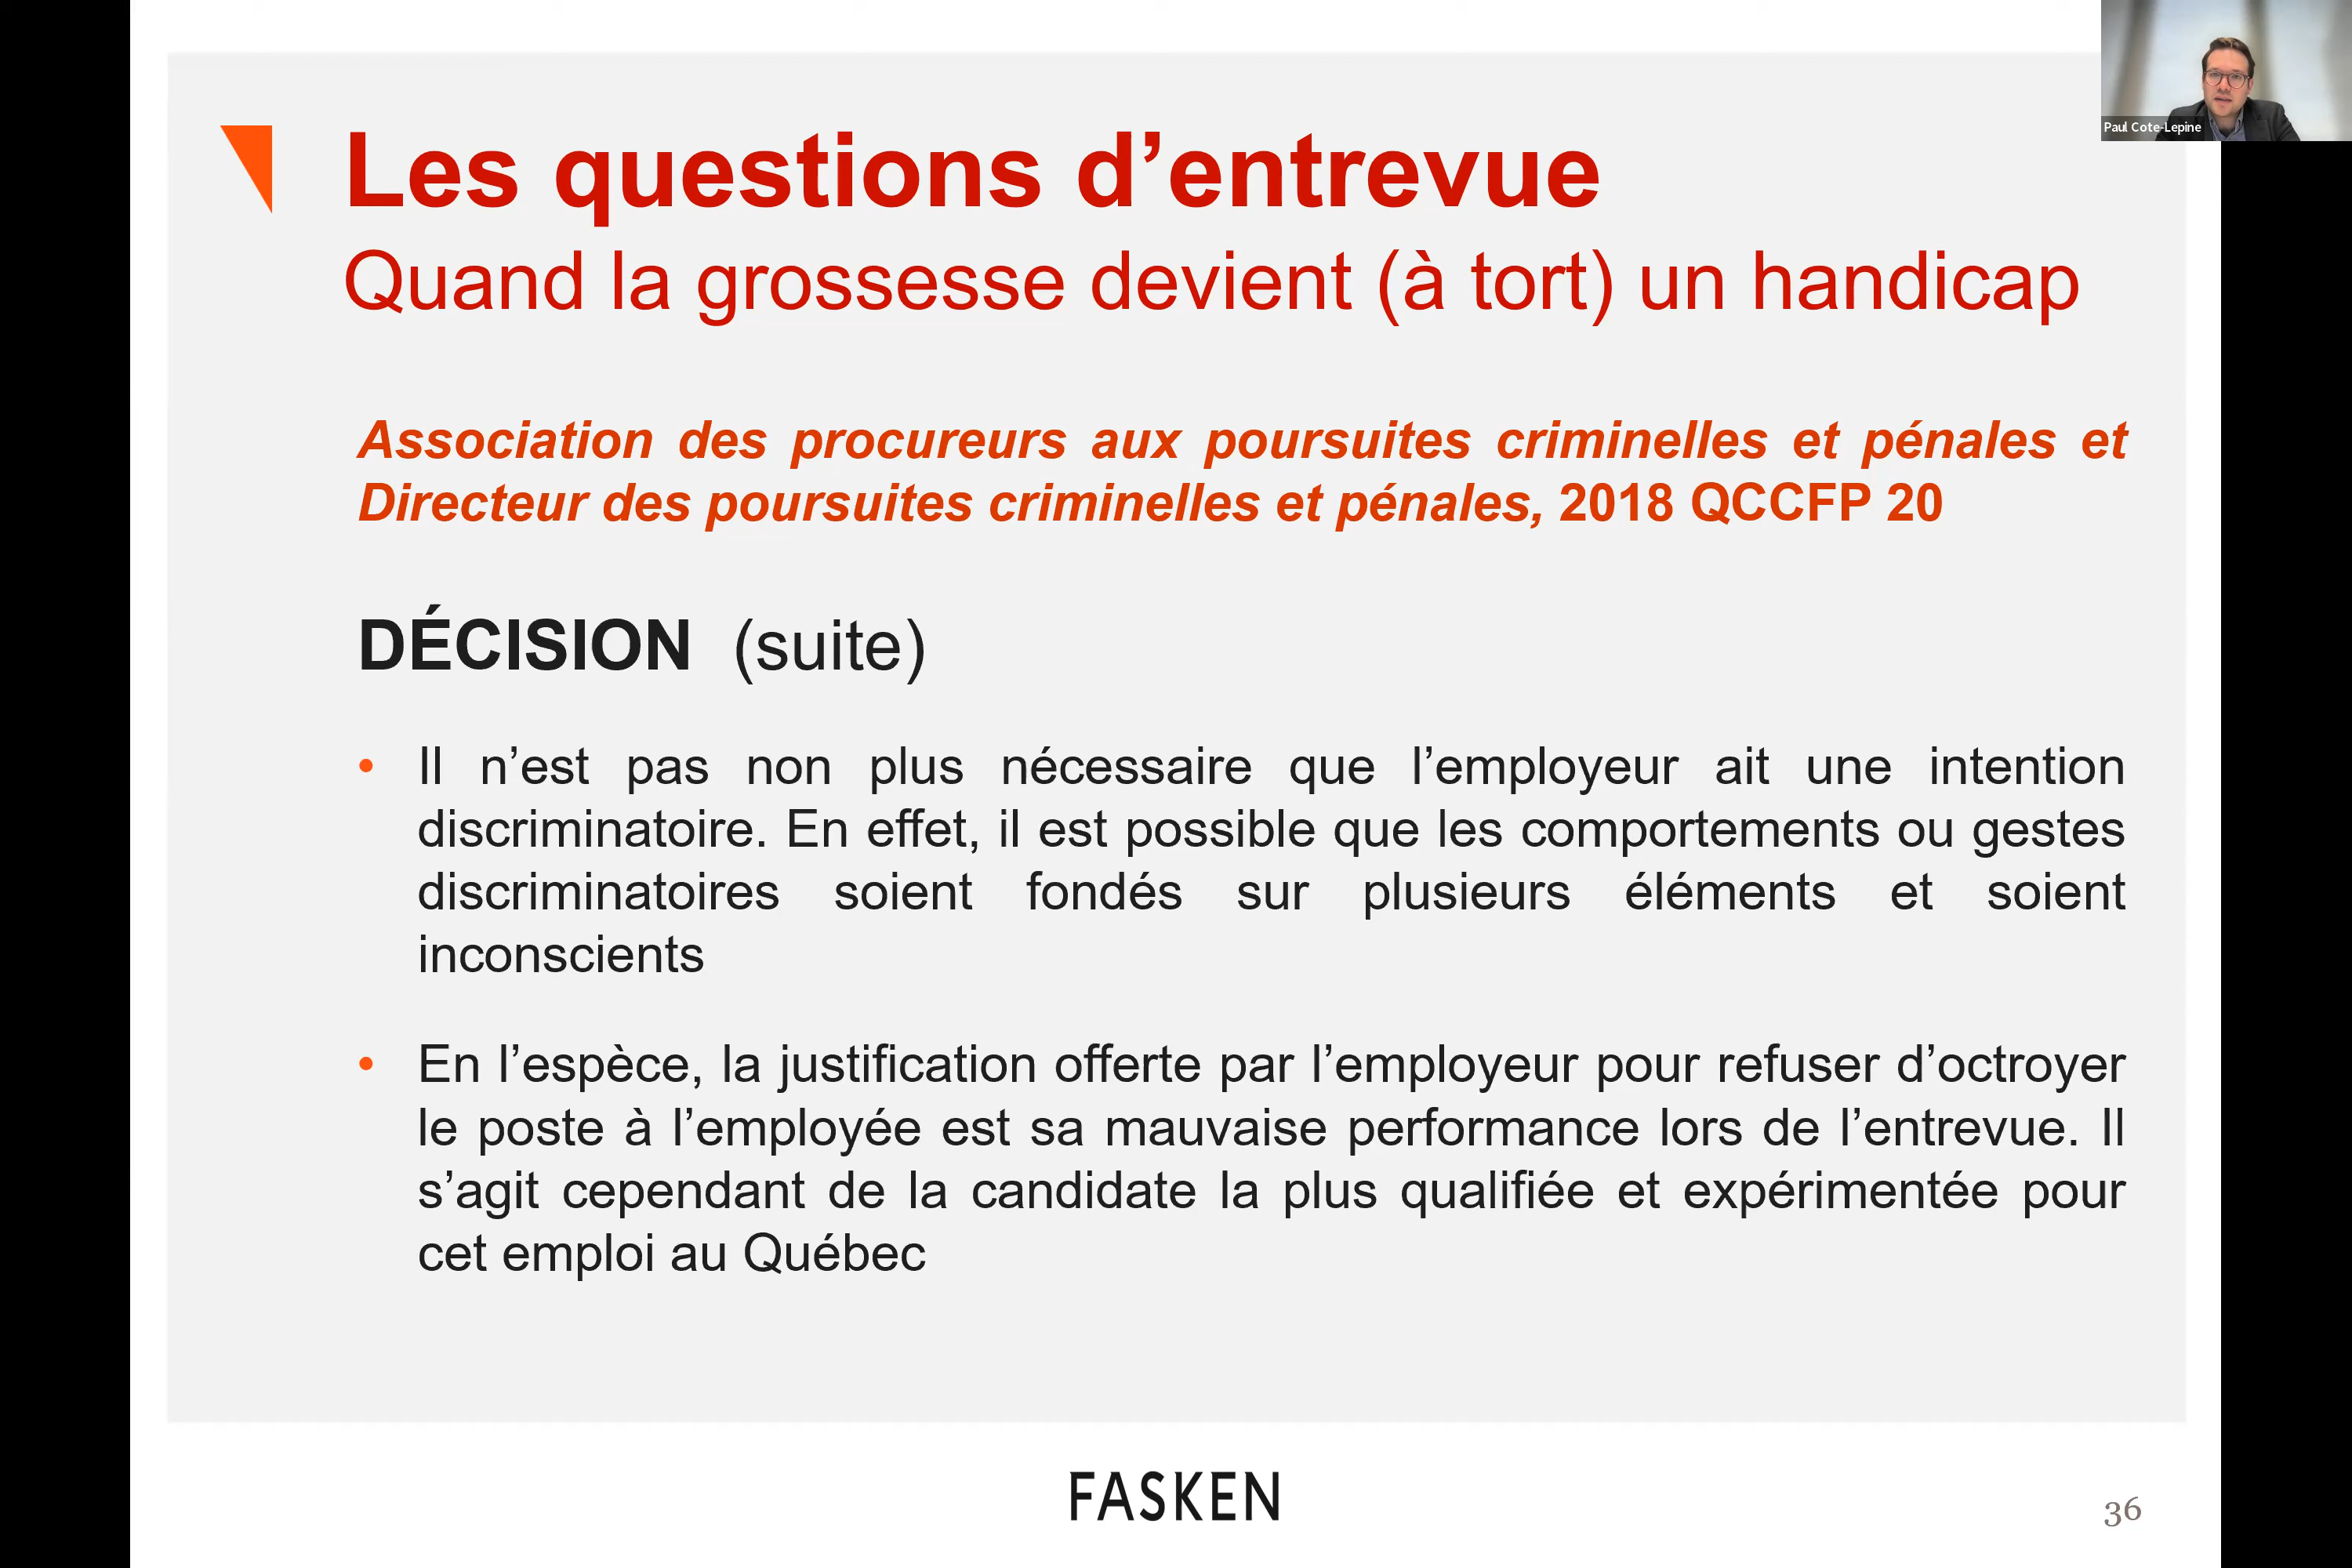 Paul Cote-Lepine
Les questions d’entrevue
Quand la grossesse devient (à tort) un handicap
Association des procureurs aux poursuites criminelles et pénales et
Directeur des poursuites criminelles et pénales, 2018 QCCFP 20
DÉCISION (suite)
• Il n’est pas non plus nécessaire que l’employeur ait une intention
discriminatoire. En effet, il est possible que les comportements ou gestes
discriminatoires soient fondés sur plusieurs éléments et soient
inconscients
• En l’espèce, la justification offerte par l’employeur pour refuser d’octroyer
le poste à l’employée est sa mauvaise performance lors de l’entrevue. Il
s’agit cependant de la candidate la plus qualifiée et expérimentée pour
cet emploi au Québec
FASKEN
36